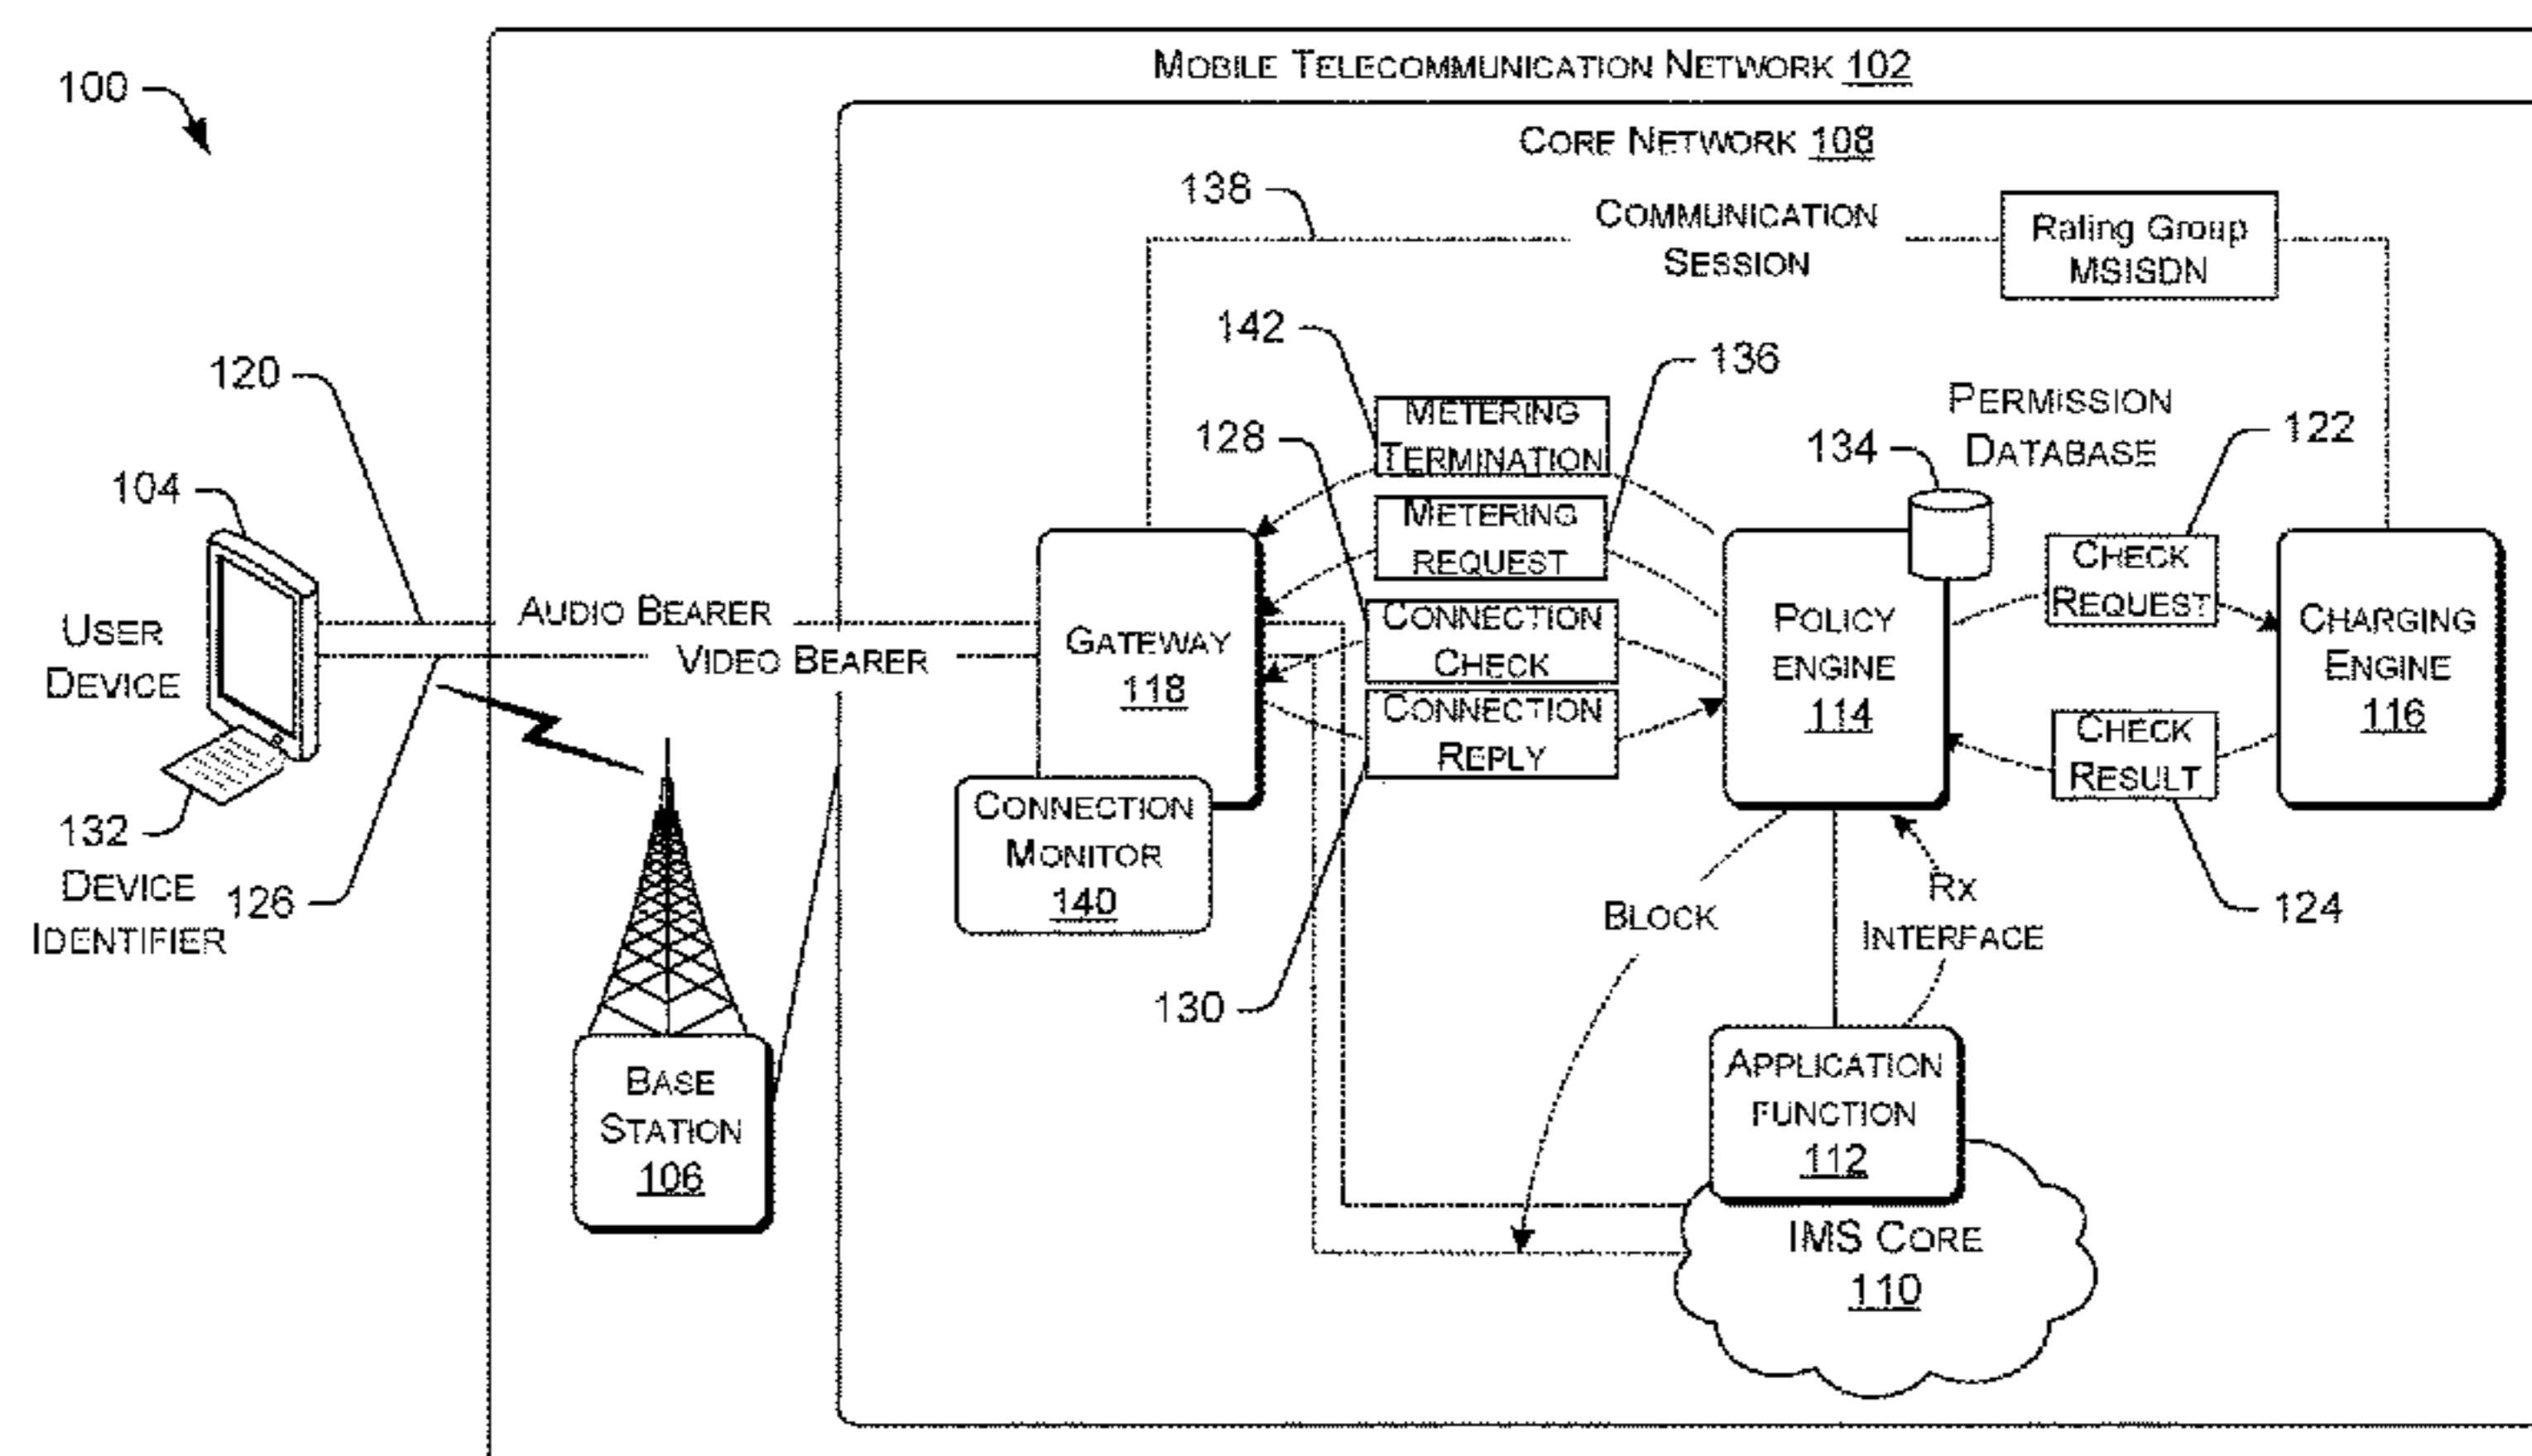 100
MOBILE TELECOMMUNICATION NETWORK 102
CORE NETWORK 108
138
COMMUNICATION
SESSION
Rating Group
MSISDN
142
136
120
METERING
TERMINATION
PERMISSION
DATABASE
128
134
122
104
METERING
REQUEST
CHECK
REQUEST
AUDIO BEARER
VIDEO BEARER
USER
DEVICE
GATEWAY
118
CONNECTION
CHECK
POLICY
ENGINE
114
CHARGING
ENGINE
116
CONNECTION
REPLY
CHECK
RESULT
132
DEVICE
IDENTIFIER
126
CONNECTION
MONITOR
140
130
BLOCK
RX
INTERFACE
124
BASE
STATION
106
APPLICATION
FUNCTION
112
IMS CORE
110